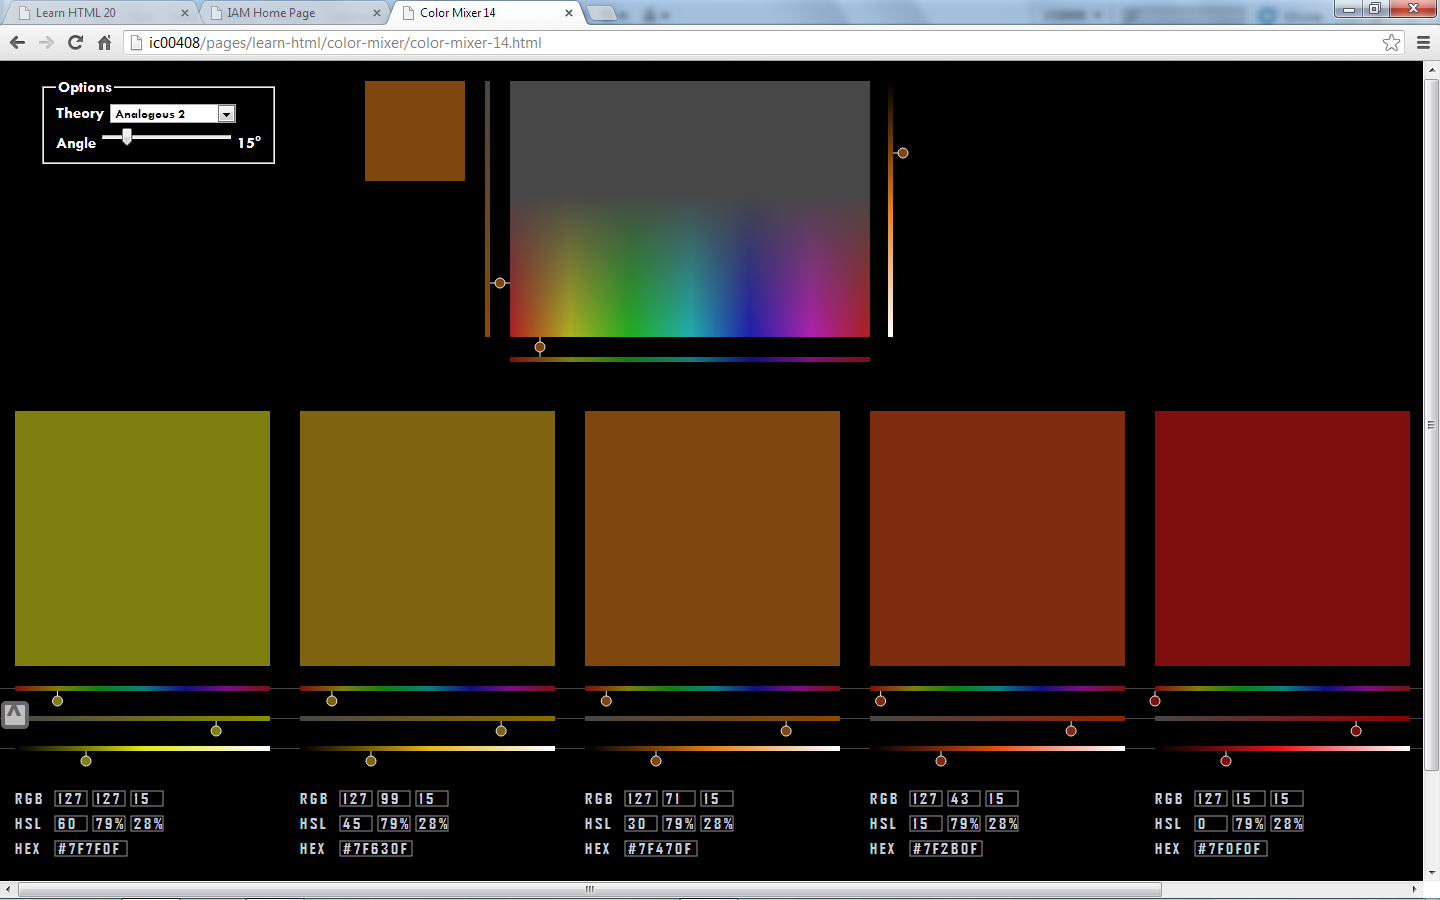 Learn HTML 20
IAM Home Page
Color Mixer 14
ic00408/pages/learn-html/color-mixer/color-mixer-14.html
Options
Theory Analogous 2
Angle 15°
RGB 127 127 15
HSL 60 79% 28%
HEX #7F7F0F
RGB 127 99 15
HSL 45 79% 28%
HEX #7F630F
RGB 127 71 15
HSL 30 79% 28%
HEX #7F470F
RGB 127 43 15
HSL 15 79% 28%
HEX #7F2B0F
RGB 127 15 15
HSL 0 79% 28%
HEX #7F0F0F